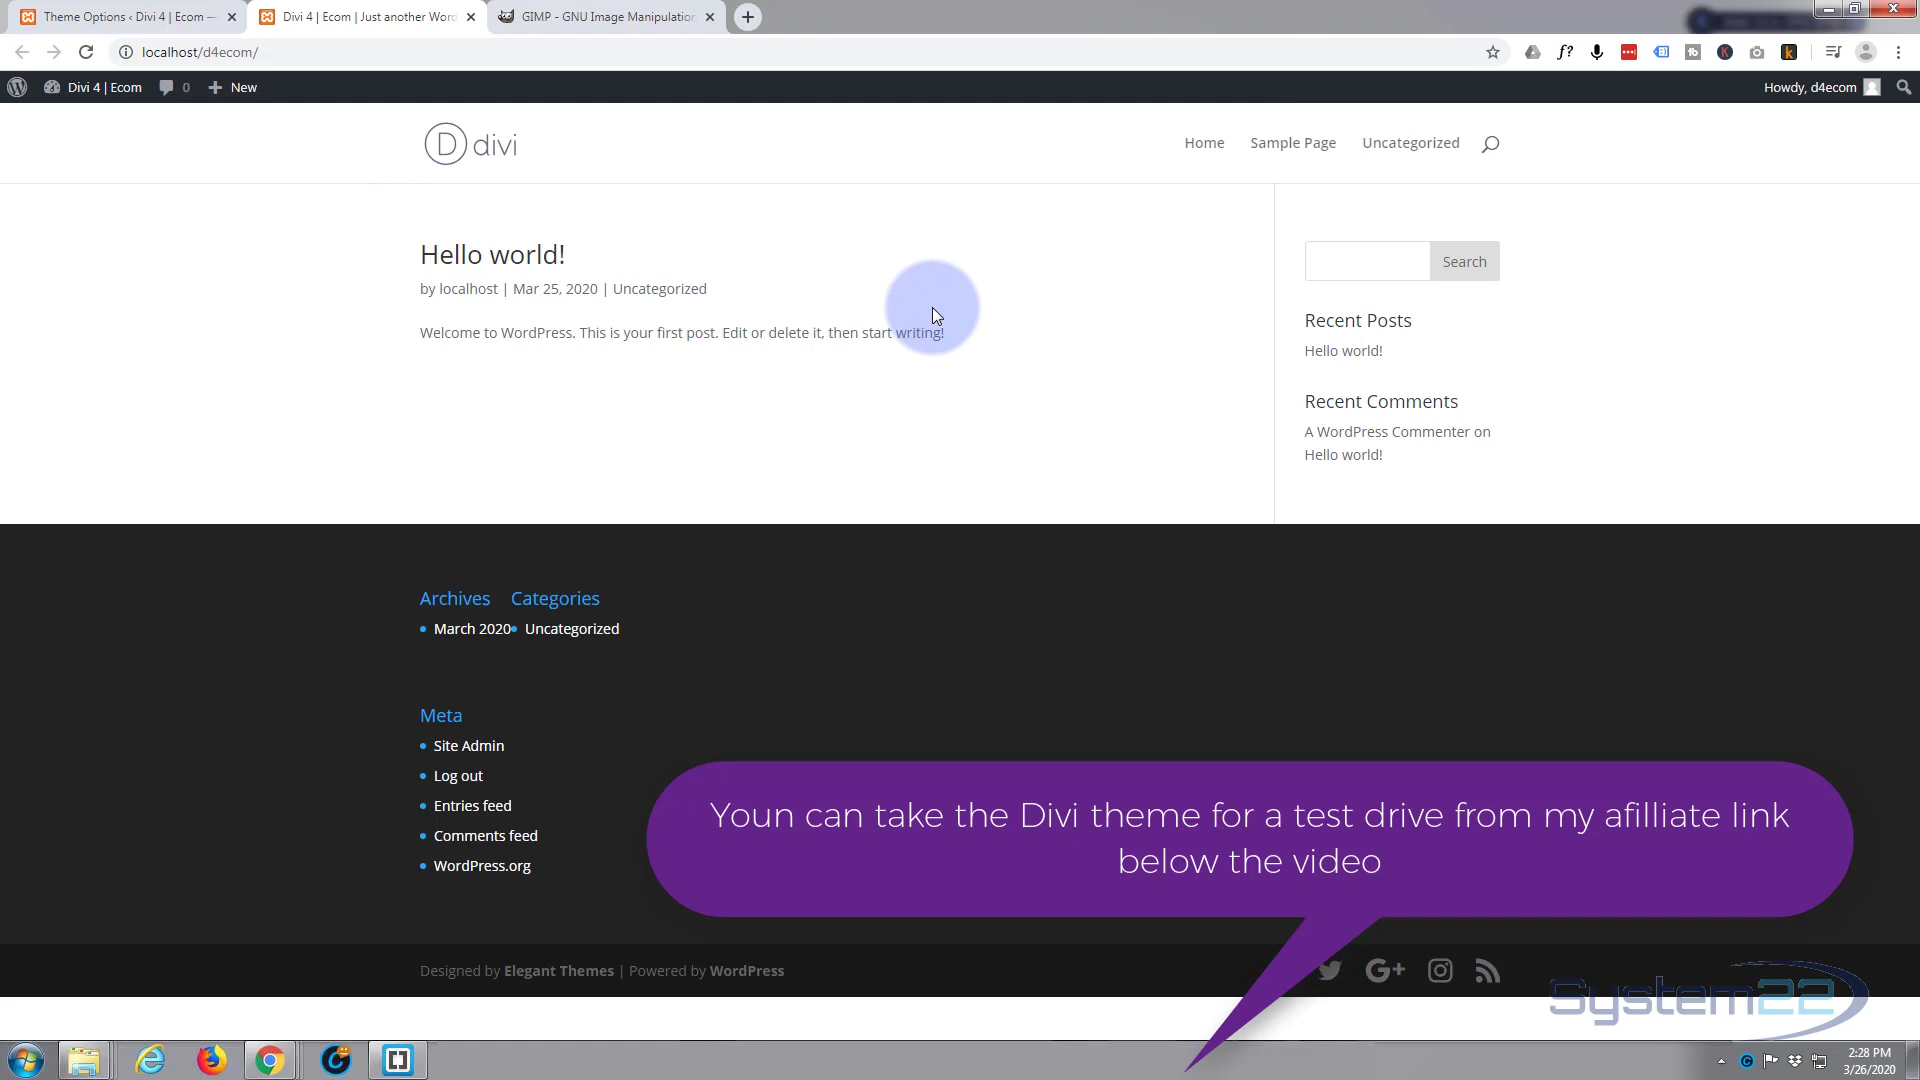 Theme Options ‹ Divi 4 | Ecom —
Divi 4 | Ecom | Just another Word
GIMP - GNU Image Manipulation
localhost/d4ecom/
Divi 4 | Ecom
0
New
Howdy, d4ecom
D divi
Home
Sample Page
Uncategorized
Hello world!
by localhost | Mar 25, 2020 | Uncategorized
Welcome to WordPress. This is your first post. Edit or delete it, then start writing!
Search
Recent Posts
Hello world!
Recent Comments
A WordPress Commenter on
Hello world!
Archives
March 2020
Categories
Uncategorized
Meta
Site Admin
Log out
Entries feed
Comments feed
WordPress.org
Youn can take the Divi theme for a test drive from my afilliate link
below the video
Designed by Elegant Themes | Powered by WordPress
G+
System22
2:28 PM
3/26/2020